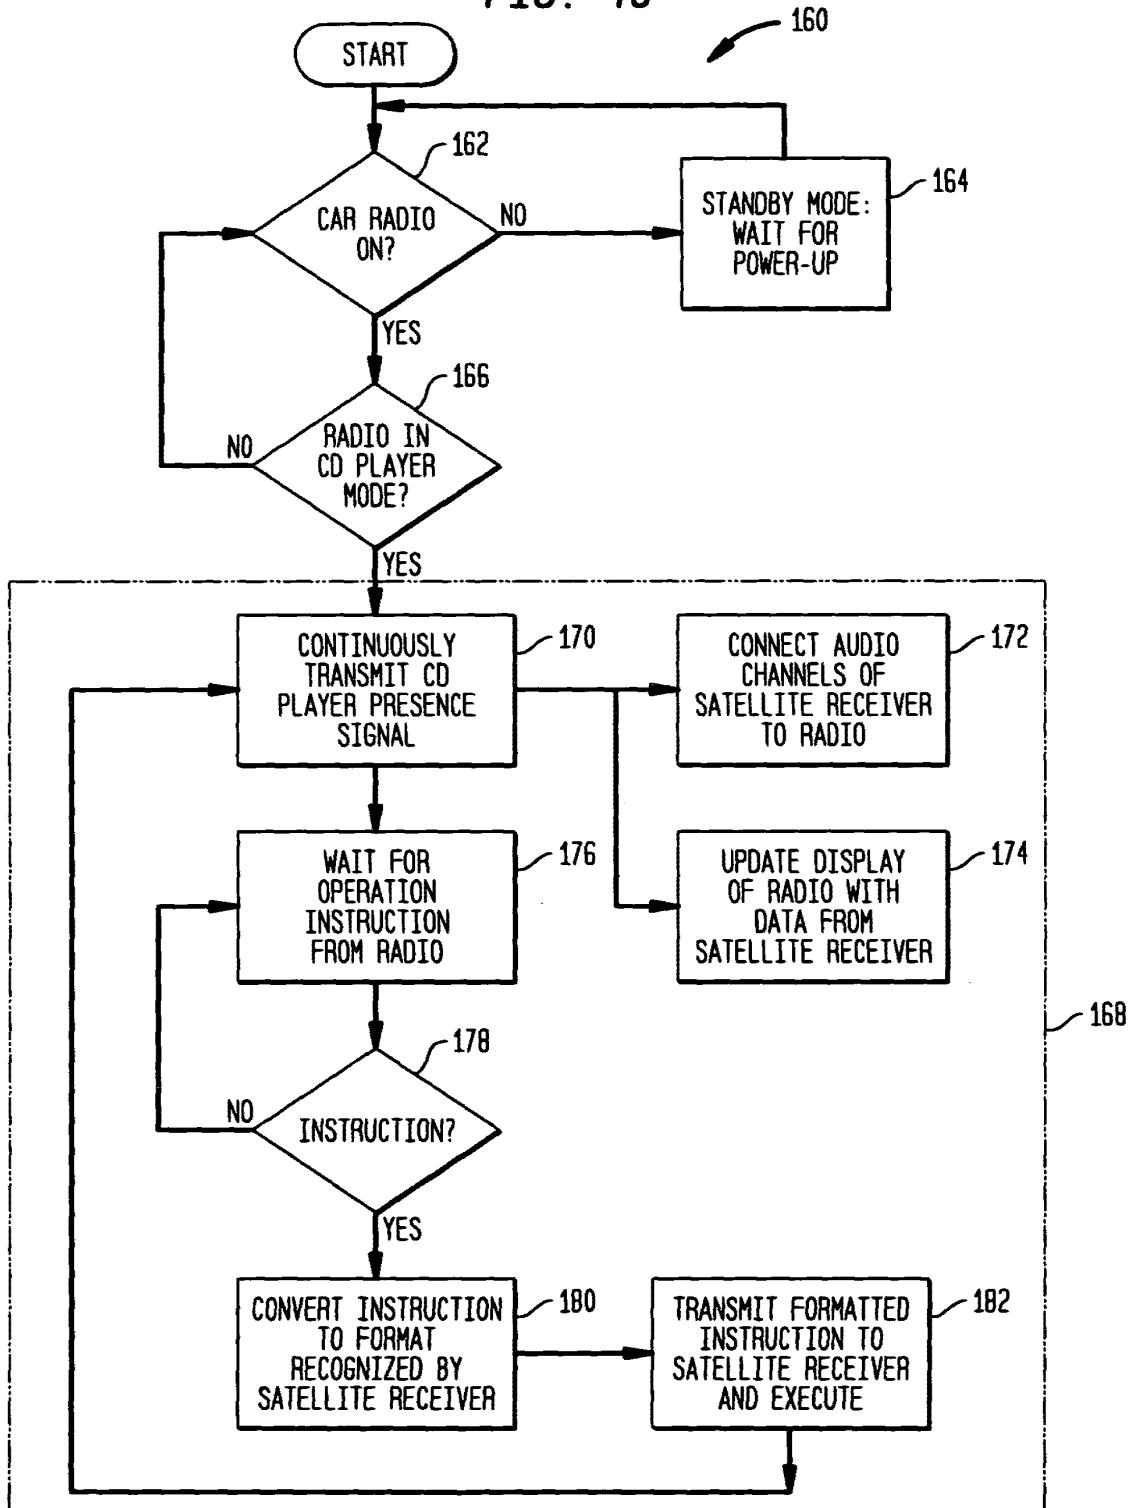 160
START
162
CAR RADIO
ON?
NO
164
STANDBY MODE:
WAIT FOR
POWER-UP
YES
166
RADIO IN
CD PLAYER
MODE?
NO
YES
168
170
CONTINUOUSLY
TRANSMIT CD
PLAYER PRESENCE
SIGNAL
172
CONNECT AUDIO
CHANNELS OF
SATELLITE RECEIVER
TO RADIO
176
WAIT FOR
OPERATION
INSTRUCTION
FROM RADIO
174
UPDATE DISPLAY
OF RADIO WITH
DATA FROM
SATELLITE RECEIVER
178
INSTRUCTION?
NO
YES
180
CONVERT INSTRUCTION
TO FORMAT
RECOGNIZED BY
SATELLITE RECEIVER
182
TRANSMIT FORMATTED
INSTRUCTION TO
SATELLITE RECEIVER
AND EXECUTE